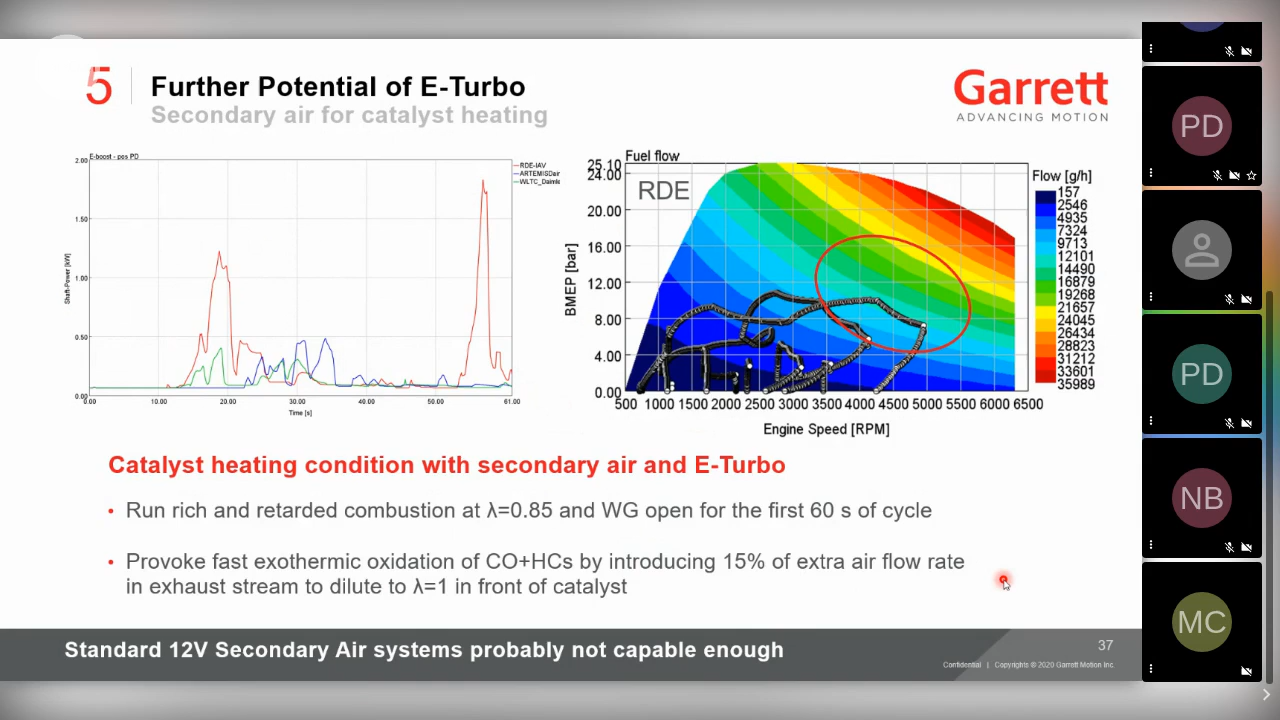 5
Further Potential of E-Turbo
Secondary air for catalyst heating
Garrett
ADVANCING MOTION
E-boost - pos PD
2.00
1.50
1.00
0.50
0.00
Shaft-Power [kW]
0.00 10.00 20.00 30.00 40.00 50.00 61.00
Time [s]
RDE-IAV
ARTEMISDair
WLTC_Daimle
Fuel flow
RDE
25.10
24.00
20.00
16.00
12.00
8.00
4.00
0.00
BMEP [bar]
500 1000 1500 2000 2500 3000 3500 4000 4500 5000 5500 6000 6500
Engine Speed [RPM]
Flow [g/h]
157
2546
4935
7324
9713
12101
14490
16879
19268
21657
24045
26434
28823
31212
33601
35989
Catalyst heating condition with secondary air and E-Turbo
• Run rich and retarded combustion at λ=0.85 and WG open for the first 60 s of cycle
• Provoke fast exothermic oxidation of CO+HCs by introducing 15% of extra air flow rate
in exhaust stream to dilute to λ=1 in front of catalyst
Standard 12V Secondary Air systems probably not capable enough
37
Confidential | Copyrights © 2020 Garrett Motion Inc
PD
PD
NB
MC